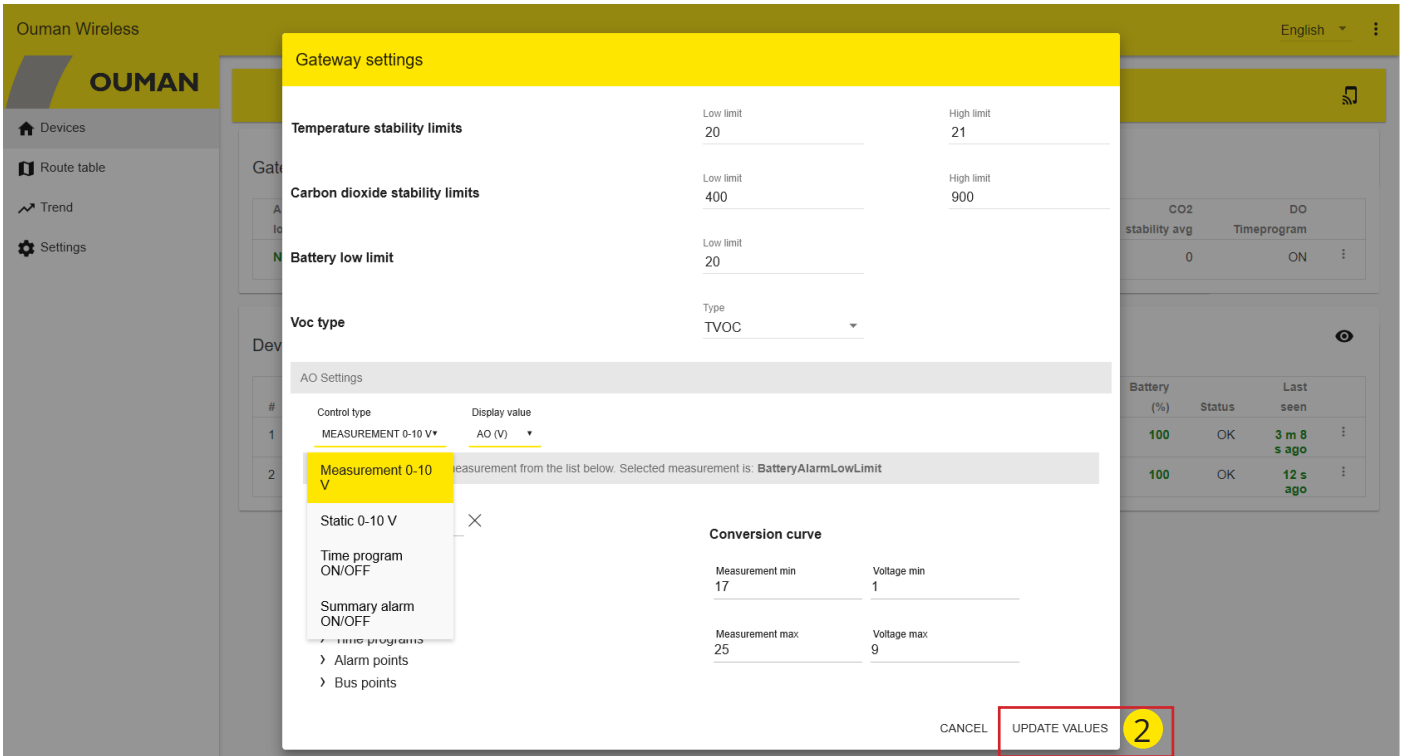 Ouman Wireless
English
OUMAN
Gateway settings
Devices
Route table
Trend
Settings
Temperature stability limits
Low limit
20
High limit
21
Carbon dioxide stability limits
Low limit
400
High limit
900
Battery low limit
Low limit
20
Voc type
Type
TVOC
AO Settings
Control type
Display value
MEASUREMENT 0-10 V
AO (V)
measurement from the list below. Selected measurement is: BatteryAlarmLowLimit
Measurement 0-10
V
Static 0-10 V
Time program
ON/OFF
Summary alarm
ON/OFF
Time programs
Alarm points
Bus points
Conversion curve
Measurement min
17
Voltage min
1
Measurement max
25
Voltage max
9
CANCEL
UPDATE VALUES
2
CO2
stability avg
DO
Timeprogram
0
ON
#
Battery
(%)
Status
Last
seen
1
100
OK
3 m 8
s ago
2
100
OK
12 s
ago